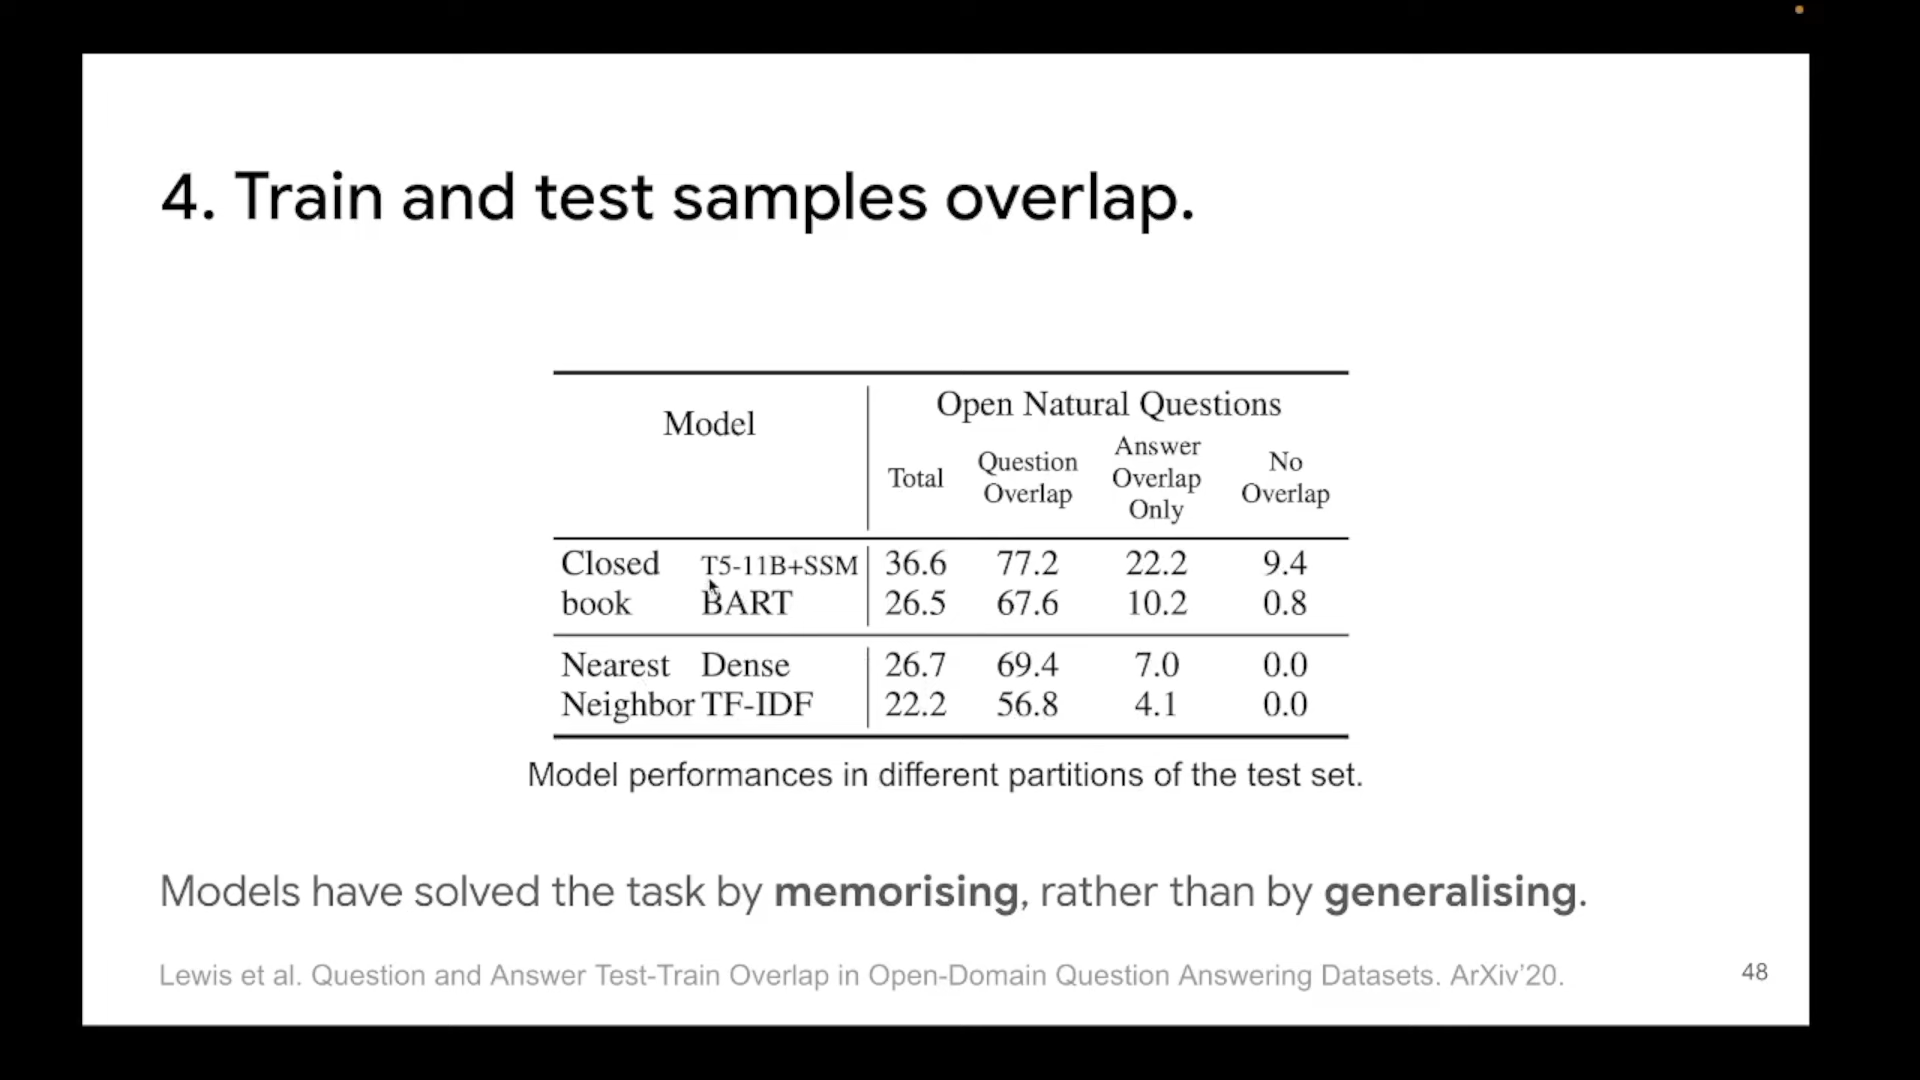 4. Train and test samples overlap.
Model
Open Natural Questions
Total
Question Overlap
Answer Overlap Only
No Overlap
Closed book
T5-11B+SSM 36.6 77.2 22.2 9.4
BART 26.5 67.6 10.2 0.8
Nearest Neighbor
Dense 26.7 69.4 7.0 0.0
TF-IDF 22.2 56.8 4.1 0.0
Model performances in different partitions of the test set.
Models have solved the task by memorising, rather than by generalising.
Lewis et al. Question and Answer Test-Train Overlap in Open-Domain Question Answering Datasets. ArXiv'20.
48